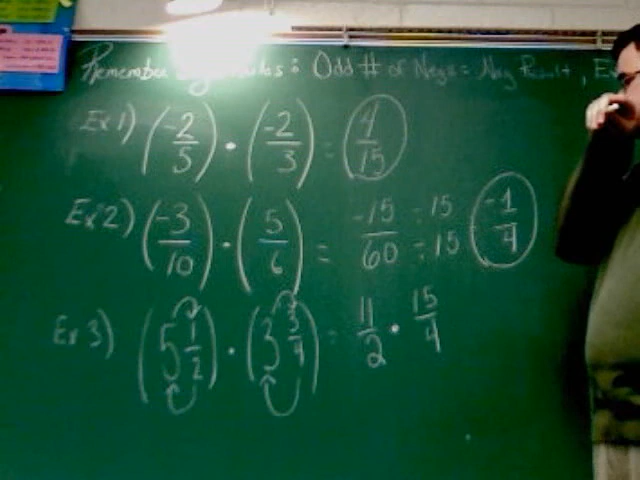 Remember Sign Rules: Odd # of Negs = Neg Result, Ev
Ex 1) (-2/5) · (-2/3) = 4/15
Ex 2) (-3/10) · (5/6) = -15/60 ÷15 ÷15 -1/4
Ex 3) (5 1/2) · (3 3/4) = 11/2 · 15/4